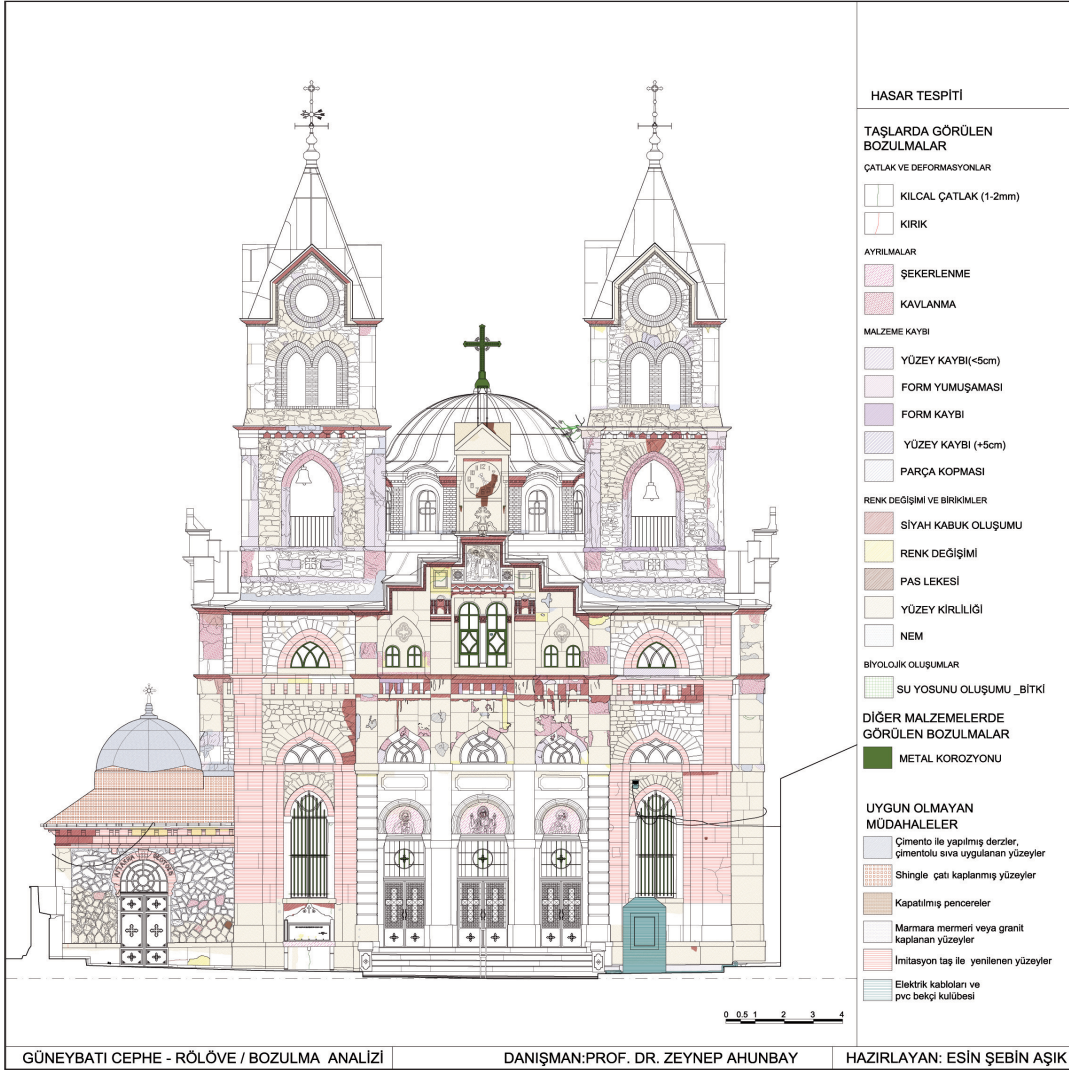 HASAR TESPİTİ
TAŞLARDA GÖRÜLEN
BOZULMALAR
ÇATLAK VE DEFORMASYONLAR
KILCAL ÇATLAK (1-2mm)
KIRIK
AYRILMALAR
ŞEKERLENME
KAVLANMA
MALZEME KAYBI
YÜZEY KAYBI(<5cm)
FORM YUMUŞAMASI
FORM KAYBI
YÜZEY KAYBI (+5cm)
PARÇA KOPMASI
RENK DEĞİŞİMİ VE BİRİKİMLER
SİYAH KABUK OLUŞUMU
RENK DEĞİŞİMİ
PAS LEKESİ
YÜZEY KİRLİLİĞİ
NEM
BİYOLOJİK OLUŞUMLAR
SU YOSUNU OLUŞUMU _BİTKİ
DİĞER MALZEMELERDE
GÖRÜLEN BOZULMALAR
METAL KOROZYONU
UYGUN OLMAYAN
MÜDAHALELER
Çimento ile yapılmış derzler,
çimentolu sıva uygulanan yüzeyler
Shingle çatı kaplanmış yüzeyler
Kapatılmış pencereler
Marmara mermeri veya granit
kaplanan yüzeyler
İmitasyon taş ile yenilenen yüzeyler
Elektrik kabloları ve
pvc bekçi kulübesi
0 0.5 1 2 3 4
GÜNEYBATI CEPHE - RÖLÖVE / BOZULMA ANALİZİ
DANIŞMAN:PROF. DR. ZEYNEP AHUNBAY
HAZIRLAYAN: ESİN ŞEBİN AŞIK